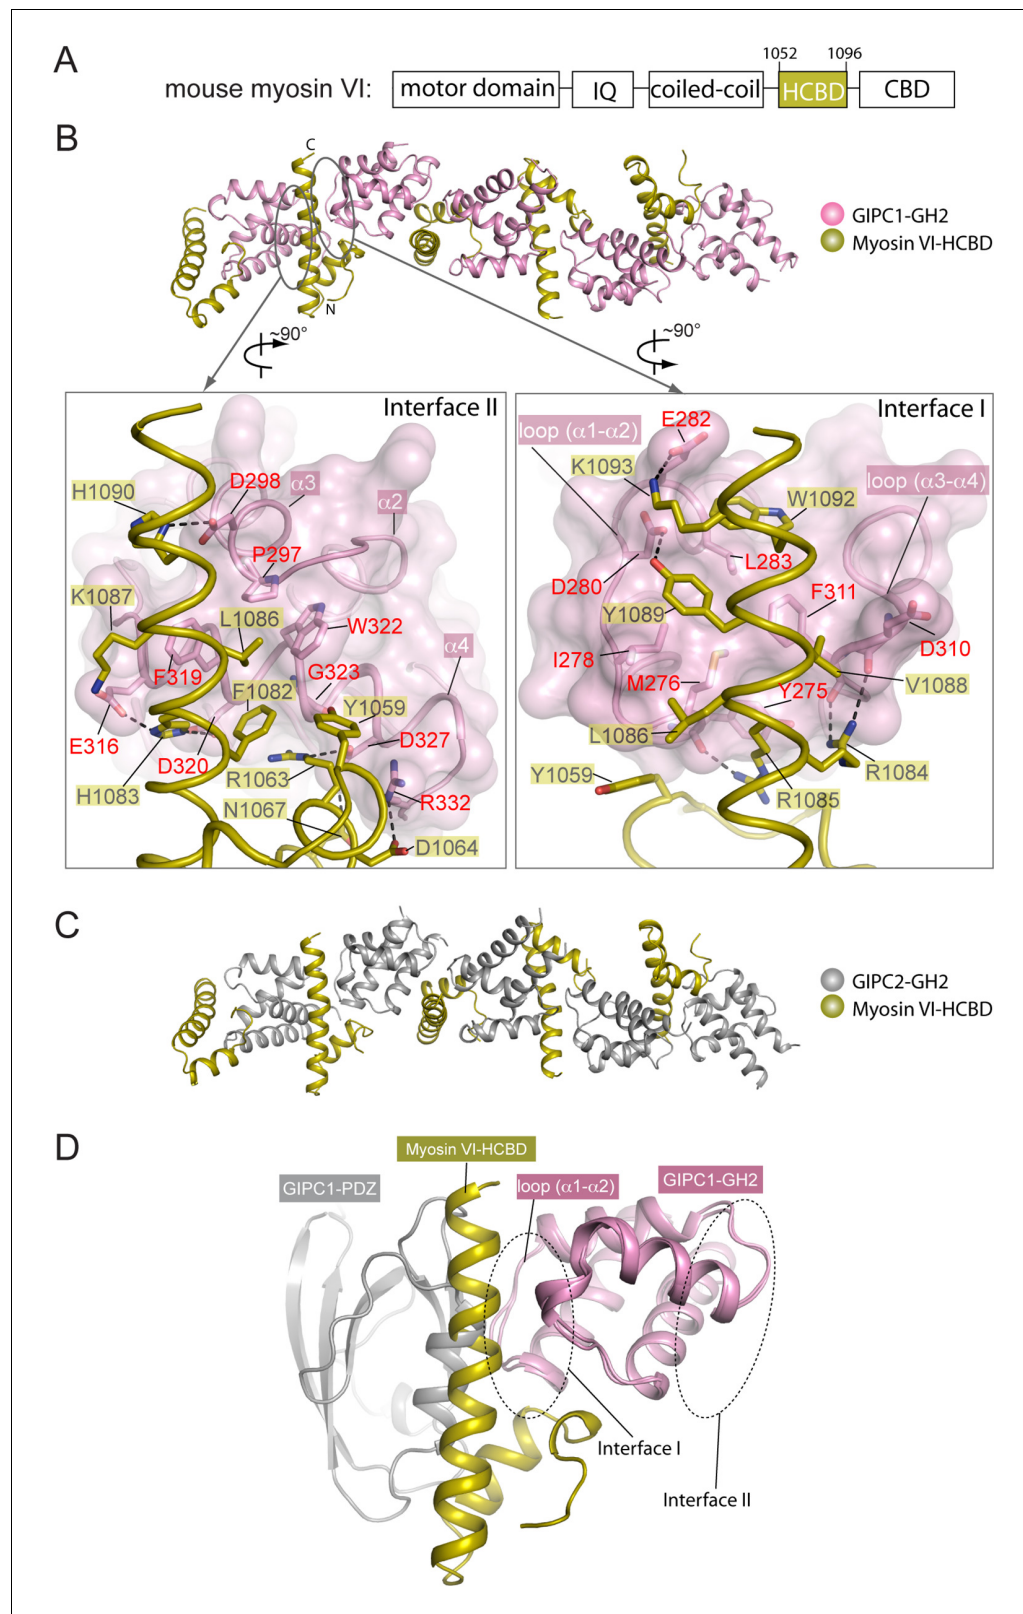 A
mouse myosin VI:
motor domain
IQ
coiled-coil
1052
1096
HCBD
CBD
B
C
N
GIPC1-GH2
Myosin VI-HCBD
~90°
~90°
Interface II
H1090
D298
α3
α2
P297
K1087
L1086
W322
α4
F319
F1082
G323
Y1059
E316
D320
D327
H1083
R1063
R332
N1067
D1064
Interface I
E282
loop (α1-α2)
K1093
loop (α3-α4)
W1092
L283
D280
F311
Y1089
D310
I278
M276
Y275
V1088
L1086
R1084
Y1059
R1085
C
GIPC2-GH2
Myosin VI-HCBD
D
Myosin VI-HCBD
GIPC1-PDZ
loop (α1-α2)
GIPC1-GH2
Interface I
Interface II